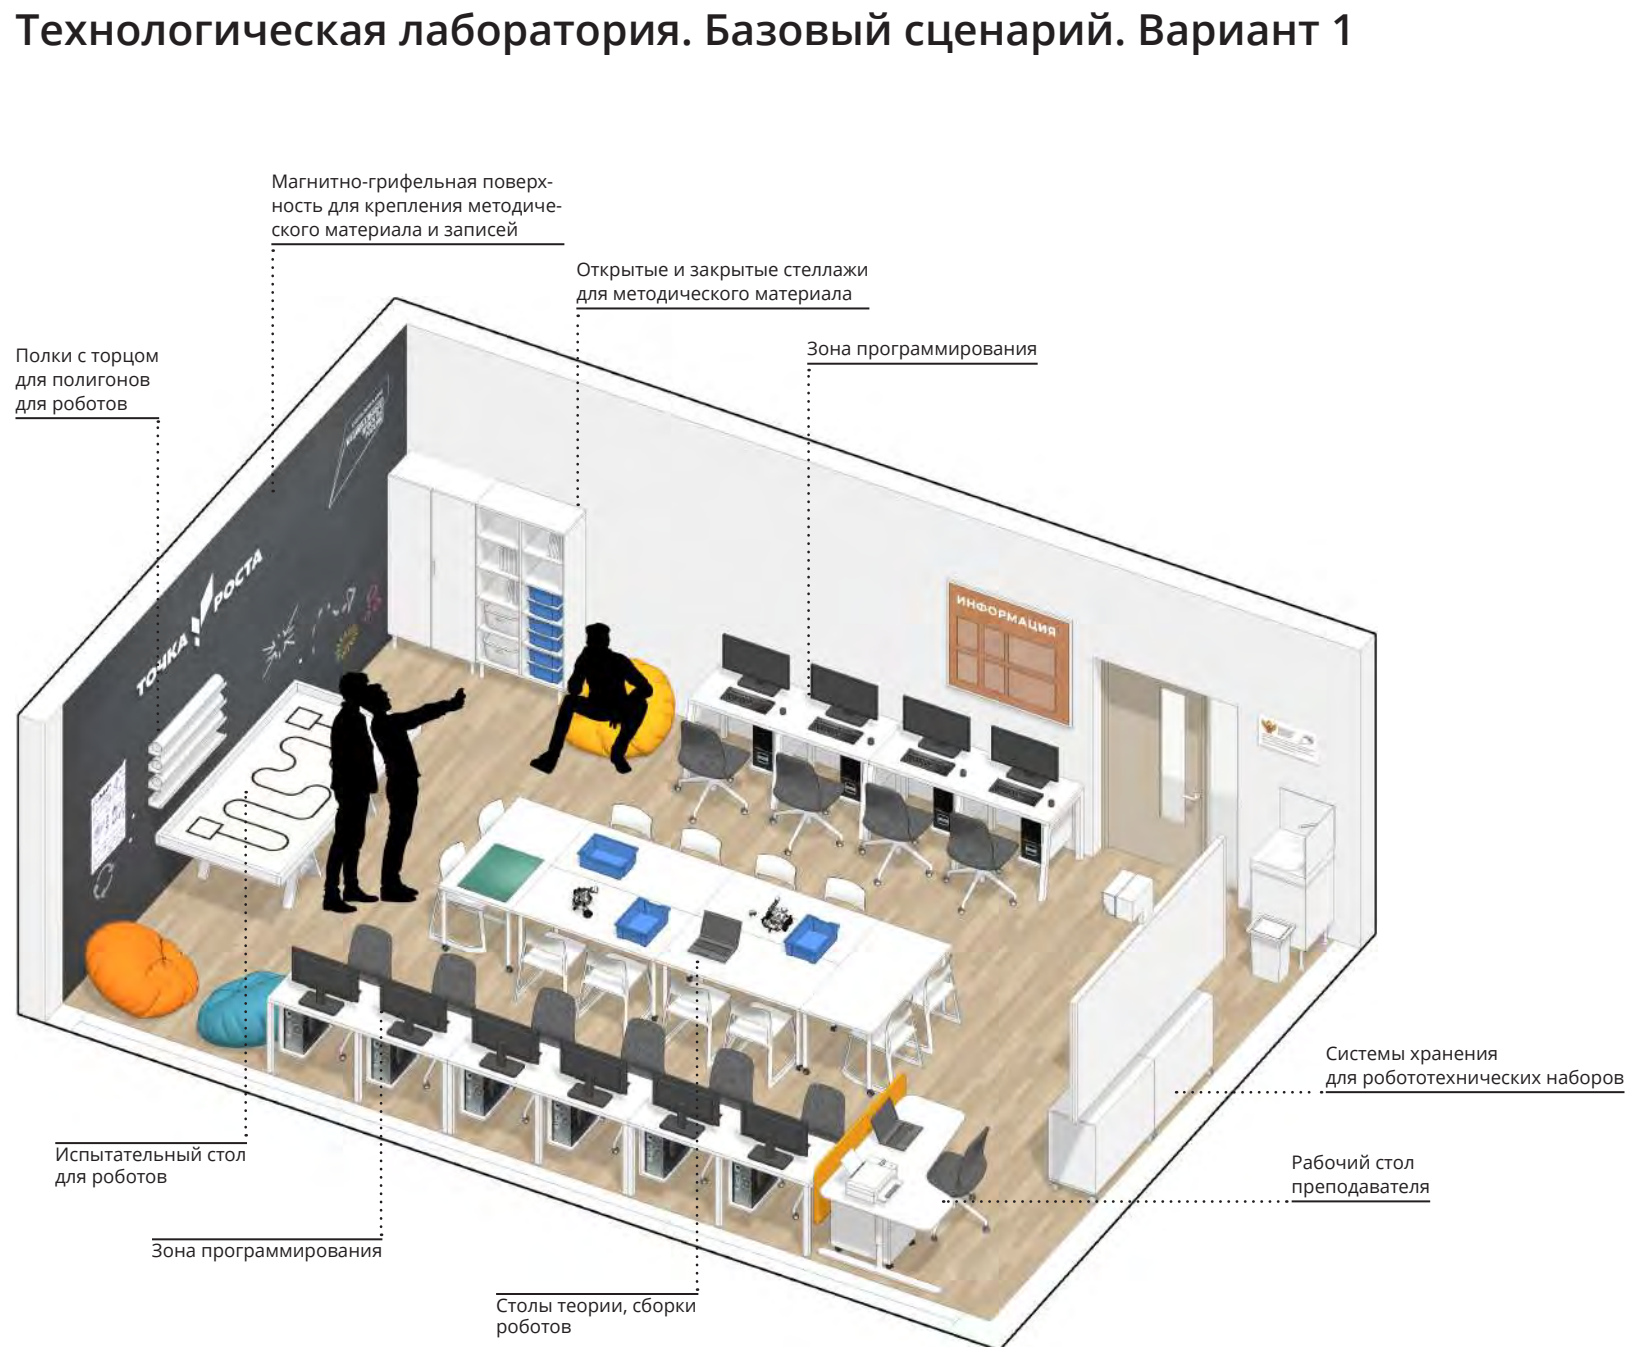 Технологическая лаборатория. Базовый сценарий. Вариант 1
Магнитно-грифельная поверх-
ность для крепления методиче-
ского материала и записей
Открытые и закрытые стеллажи
для методического материала
Зона программирования
Полки с торцом
для полигонов
для роботов
ТОЧКА РОСТА
ИНФОРМАЦИЯ
Системы хранения
для робототехнических наборов
Рабочий стол
преподавателя
Испытательный стол
для роботов
Зона программирования
Столы теории, сборки
роботов